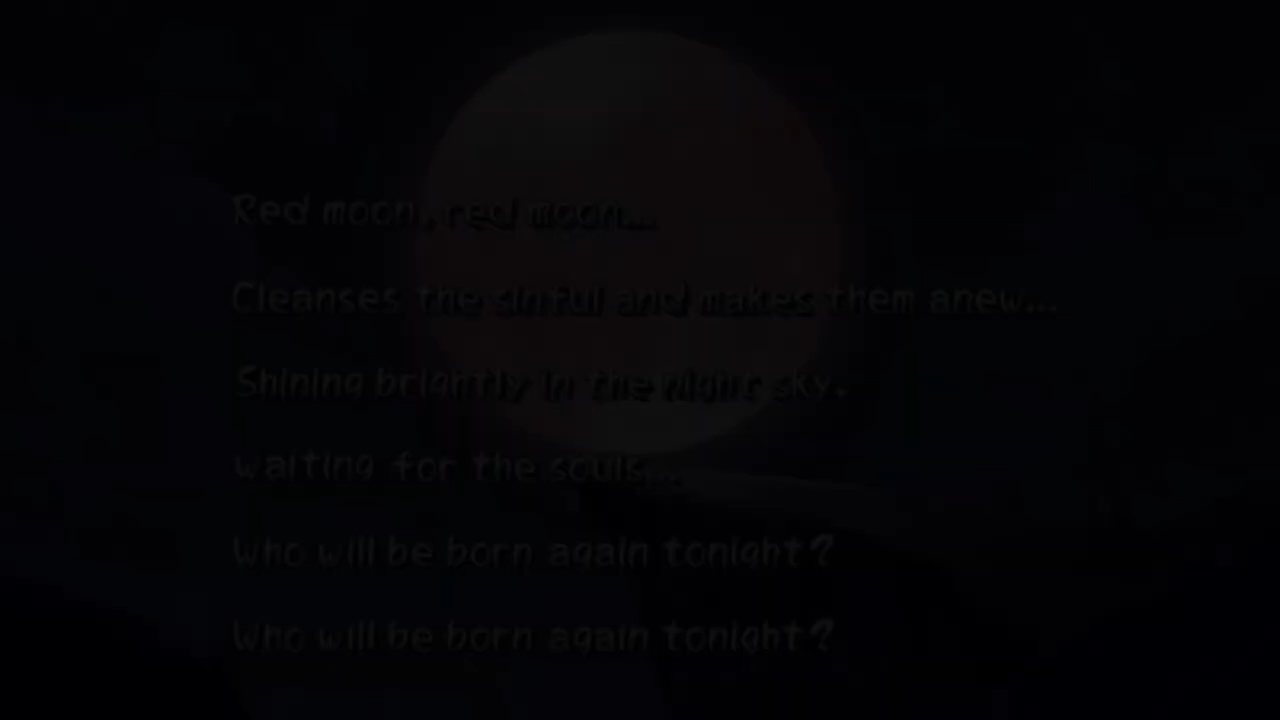 Red moon, red moon...
Cleanses the sinful and makes them anew...
Shining brightly in the night sky,
waiting for the souls...
Who will be born again tonight?
Who will be born again tonight?